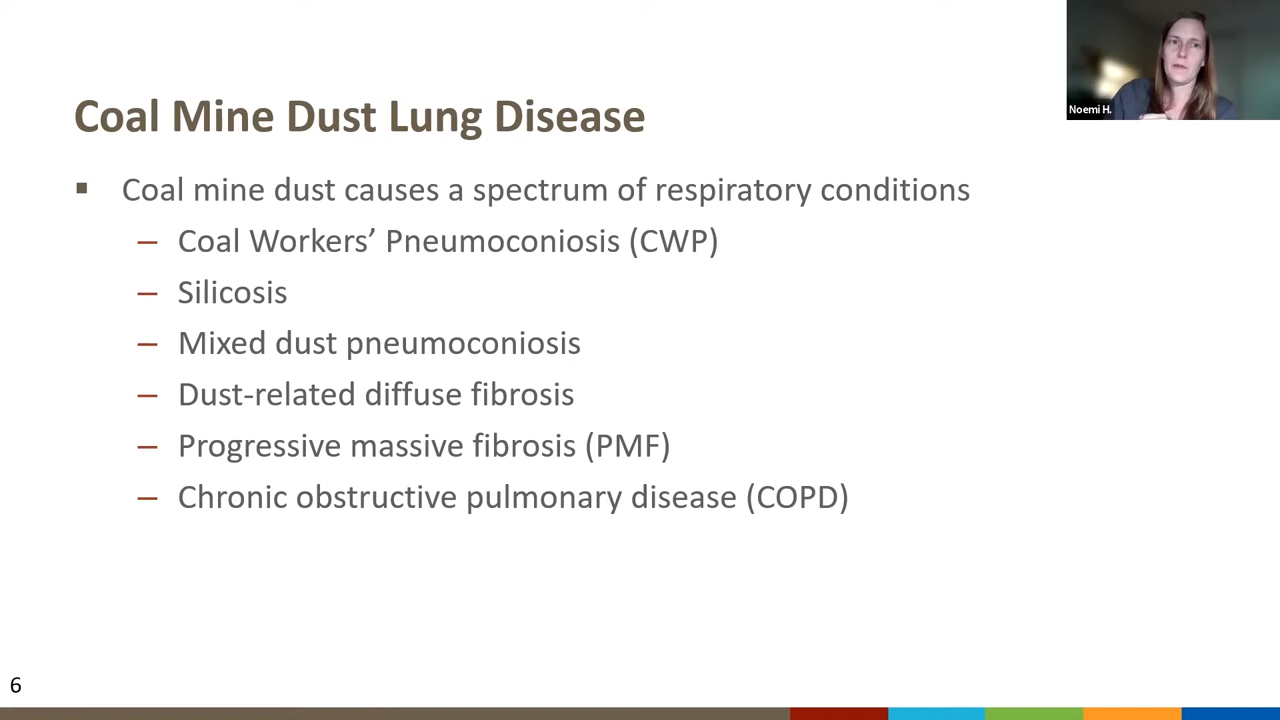 Noemi H.
Coal Mine Dust Lung Disease
▪ Coal mine dust causes a spectrum of respiratory conditions
– Coal Workers’ Pneumoconiosis (CWP)
– Silicosis
– Mixed dust pneumoconiosis
– Dust-related diffuse fibrosis
– Progressive massive fibrosis (PMF)
– Chronic obstructive pulmonary disease (COPD)
6